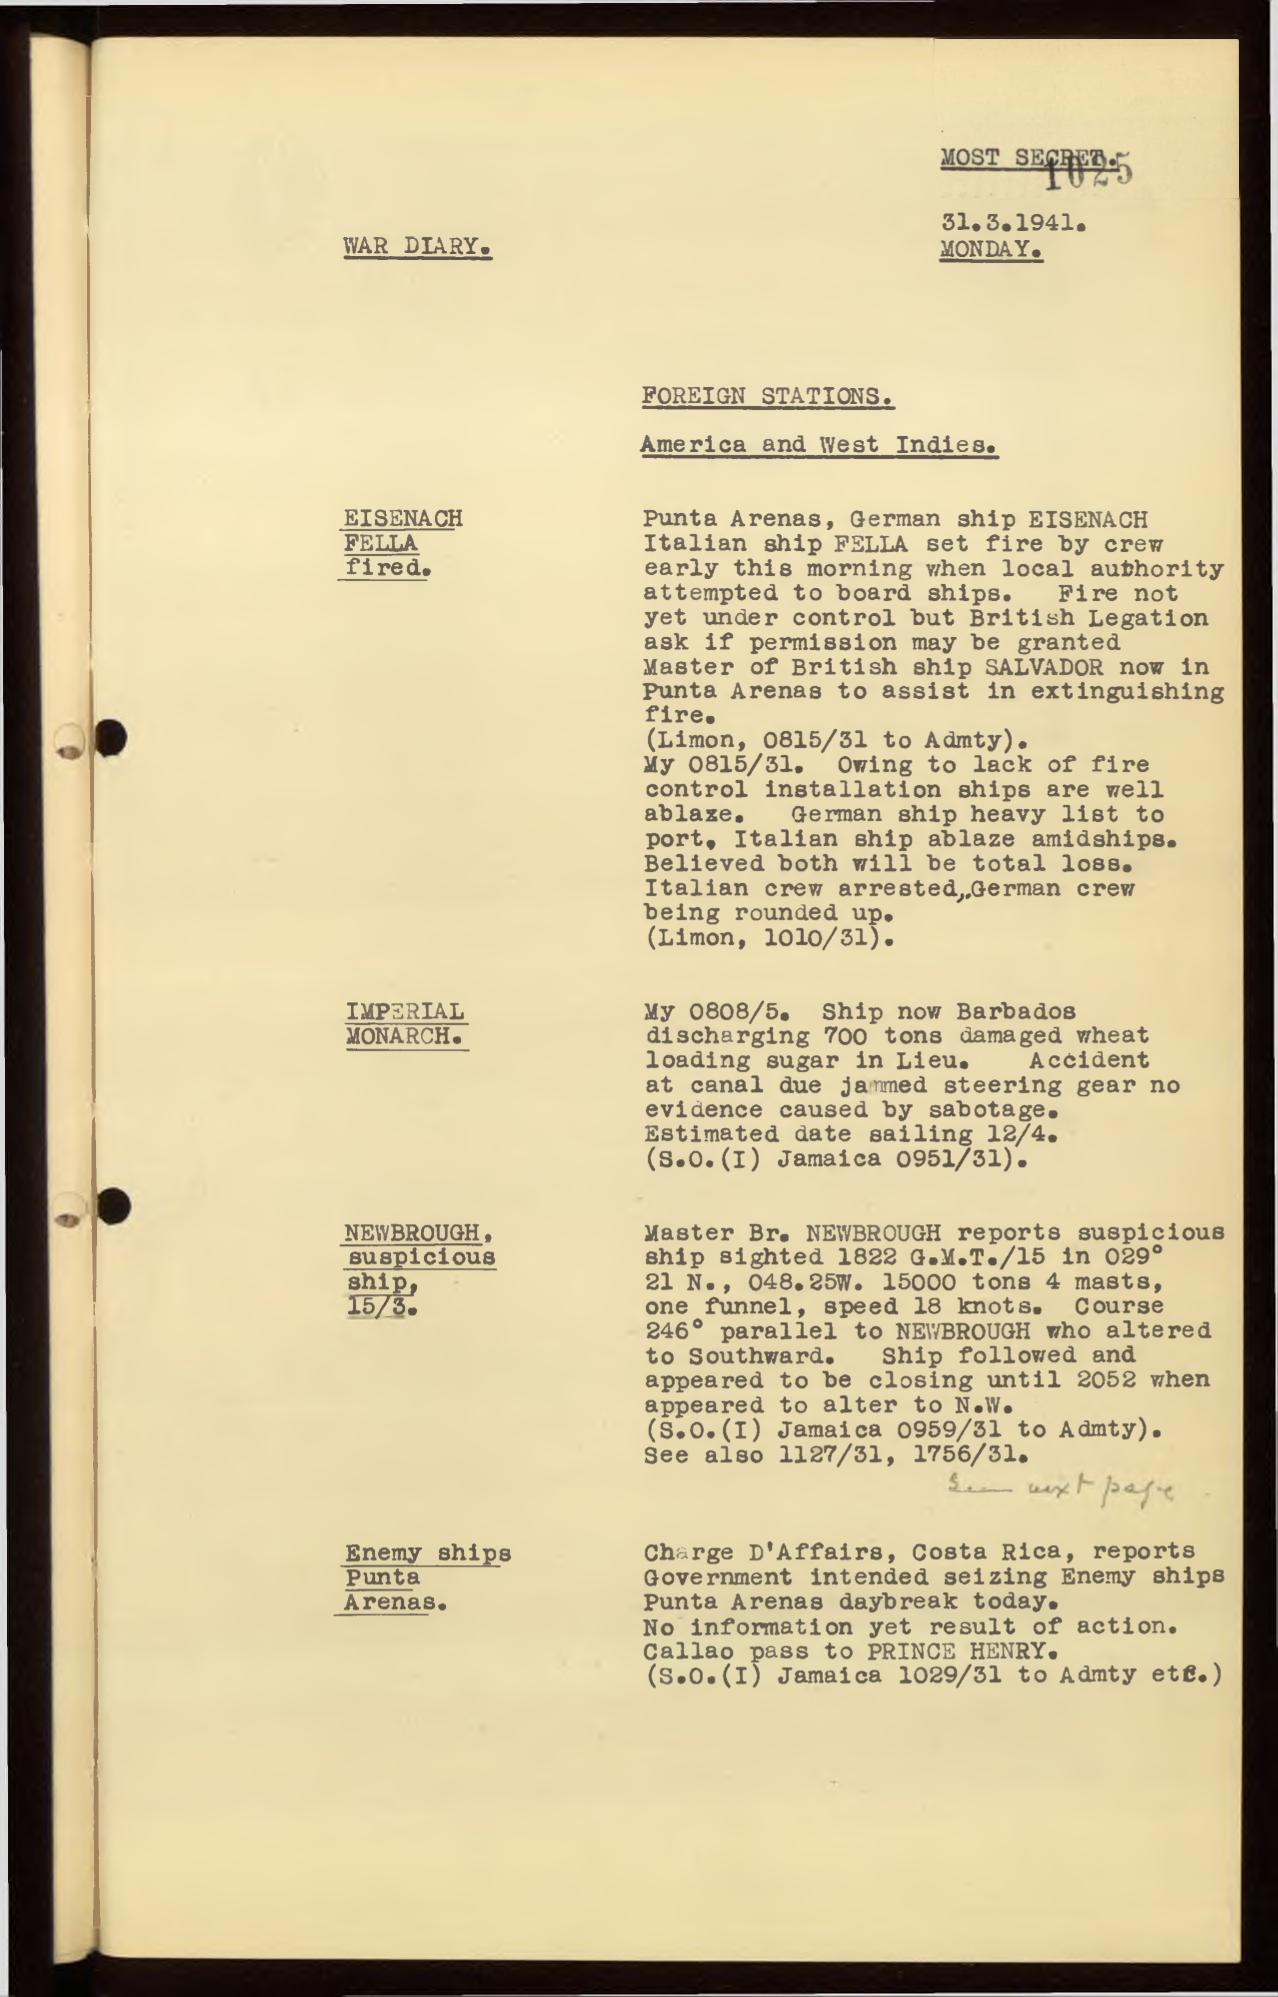 MOST SECRET.
1025
31.3.1941.
WAR DIARY.
MONDAY.
FOREIGN STATIONS.
America and West Indies.
EISENACH
FELLA
fired.
Punta Arenas, German ship EISENACH
Italian ship FELLA set fire by crew
early this morning when local authority
attempted to board ships. Fire not
yet under control but British Legation
ask if permission may be granted
Master of British ship SALVADOR now in
Punta Arenas to assist in extinguishing
fire.
(Limon, 0815/31 to Admty).
My 0815/31. Owing to lack of fire
control installation ships are well
ablaze. German ship heavy list to
port, Italian ship ablaze amidships.
Believed both will be total loss.
Italian crew arrested,,German crew
being rounded up.
(Limon, 1010/31).
IMPERIAL
MONARCH.
My 0808/5. Ship now Barbados
discharging 700 tons damaged wheat
loading sugar in Lieu. Accident
at canal due jammed steering gear no
evidence caused by sabotage.
Estimated date sailing 12/4.
(S.O.(I) Jamaica 0951/31).
NEWBROUGH,
suspicious
ship,
15/3.
Master Br. NEWBROUGH reports suspicious
ship sighted 1822 G.M.T./15 in 029°
21 N., 048.25W. 15000 tons 4 masts,
one funnel, speed 18 knots. Course
246° parallel to NEWBROUGH who altered
to Southward. Ship followed and
appeared to be closing until 2052 when
appeared to alter to N.W.
(S.O.(I) Jamaica 0959/31 to Admty).
See also 1127/31, 1756/31.
See next page
Enemy ships
Punta
Arenas.
Charge D'Affairs, Costa Rica, reports
Government intended seizing Enemy ships
Punta Arenas daybreak today.
No information yet result of action.
Callao pass to PRINCE HENRY.
(S.O.(I) Jamaica 1029/31 to Admty etc.)